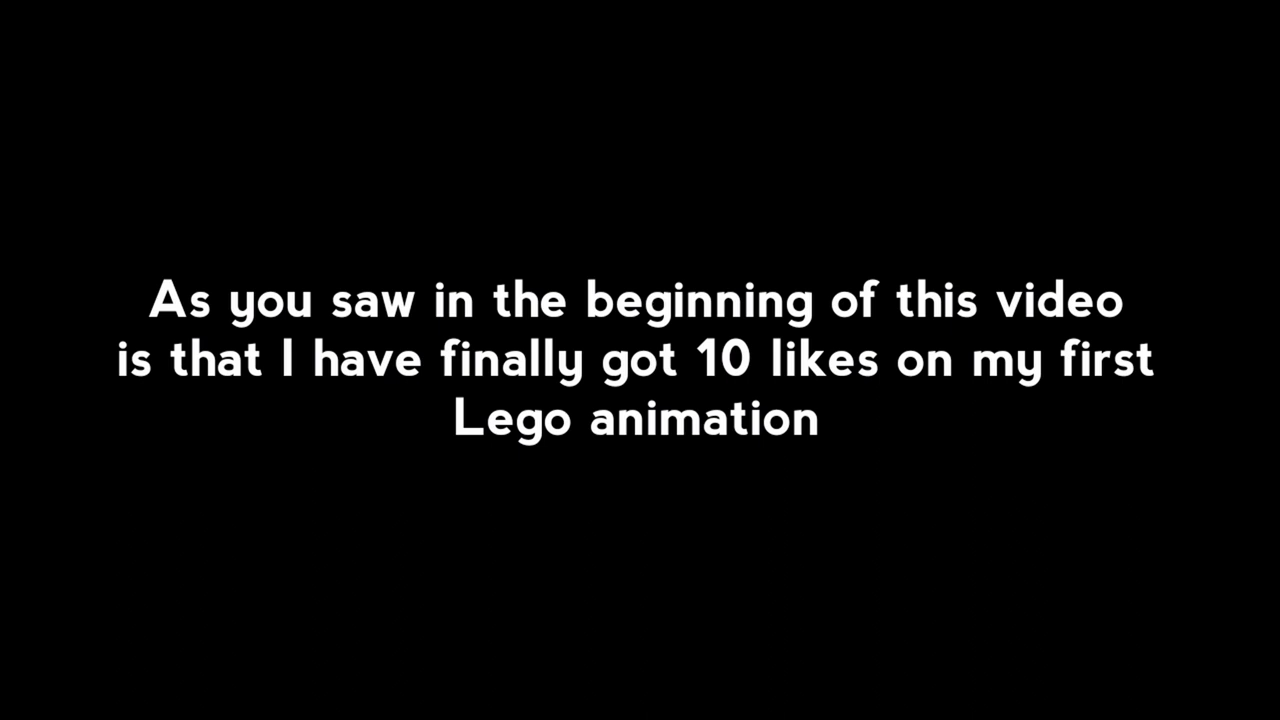 As you saw in the beginning of this video
is that I have finally got 10 likes on my first
Lego animation